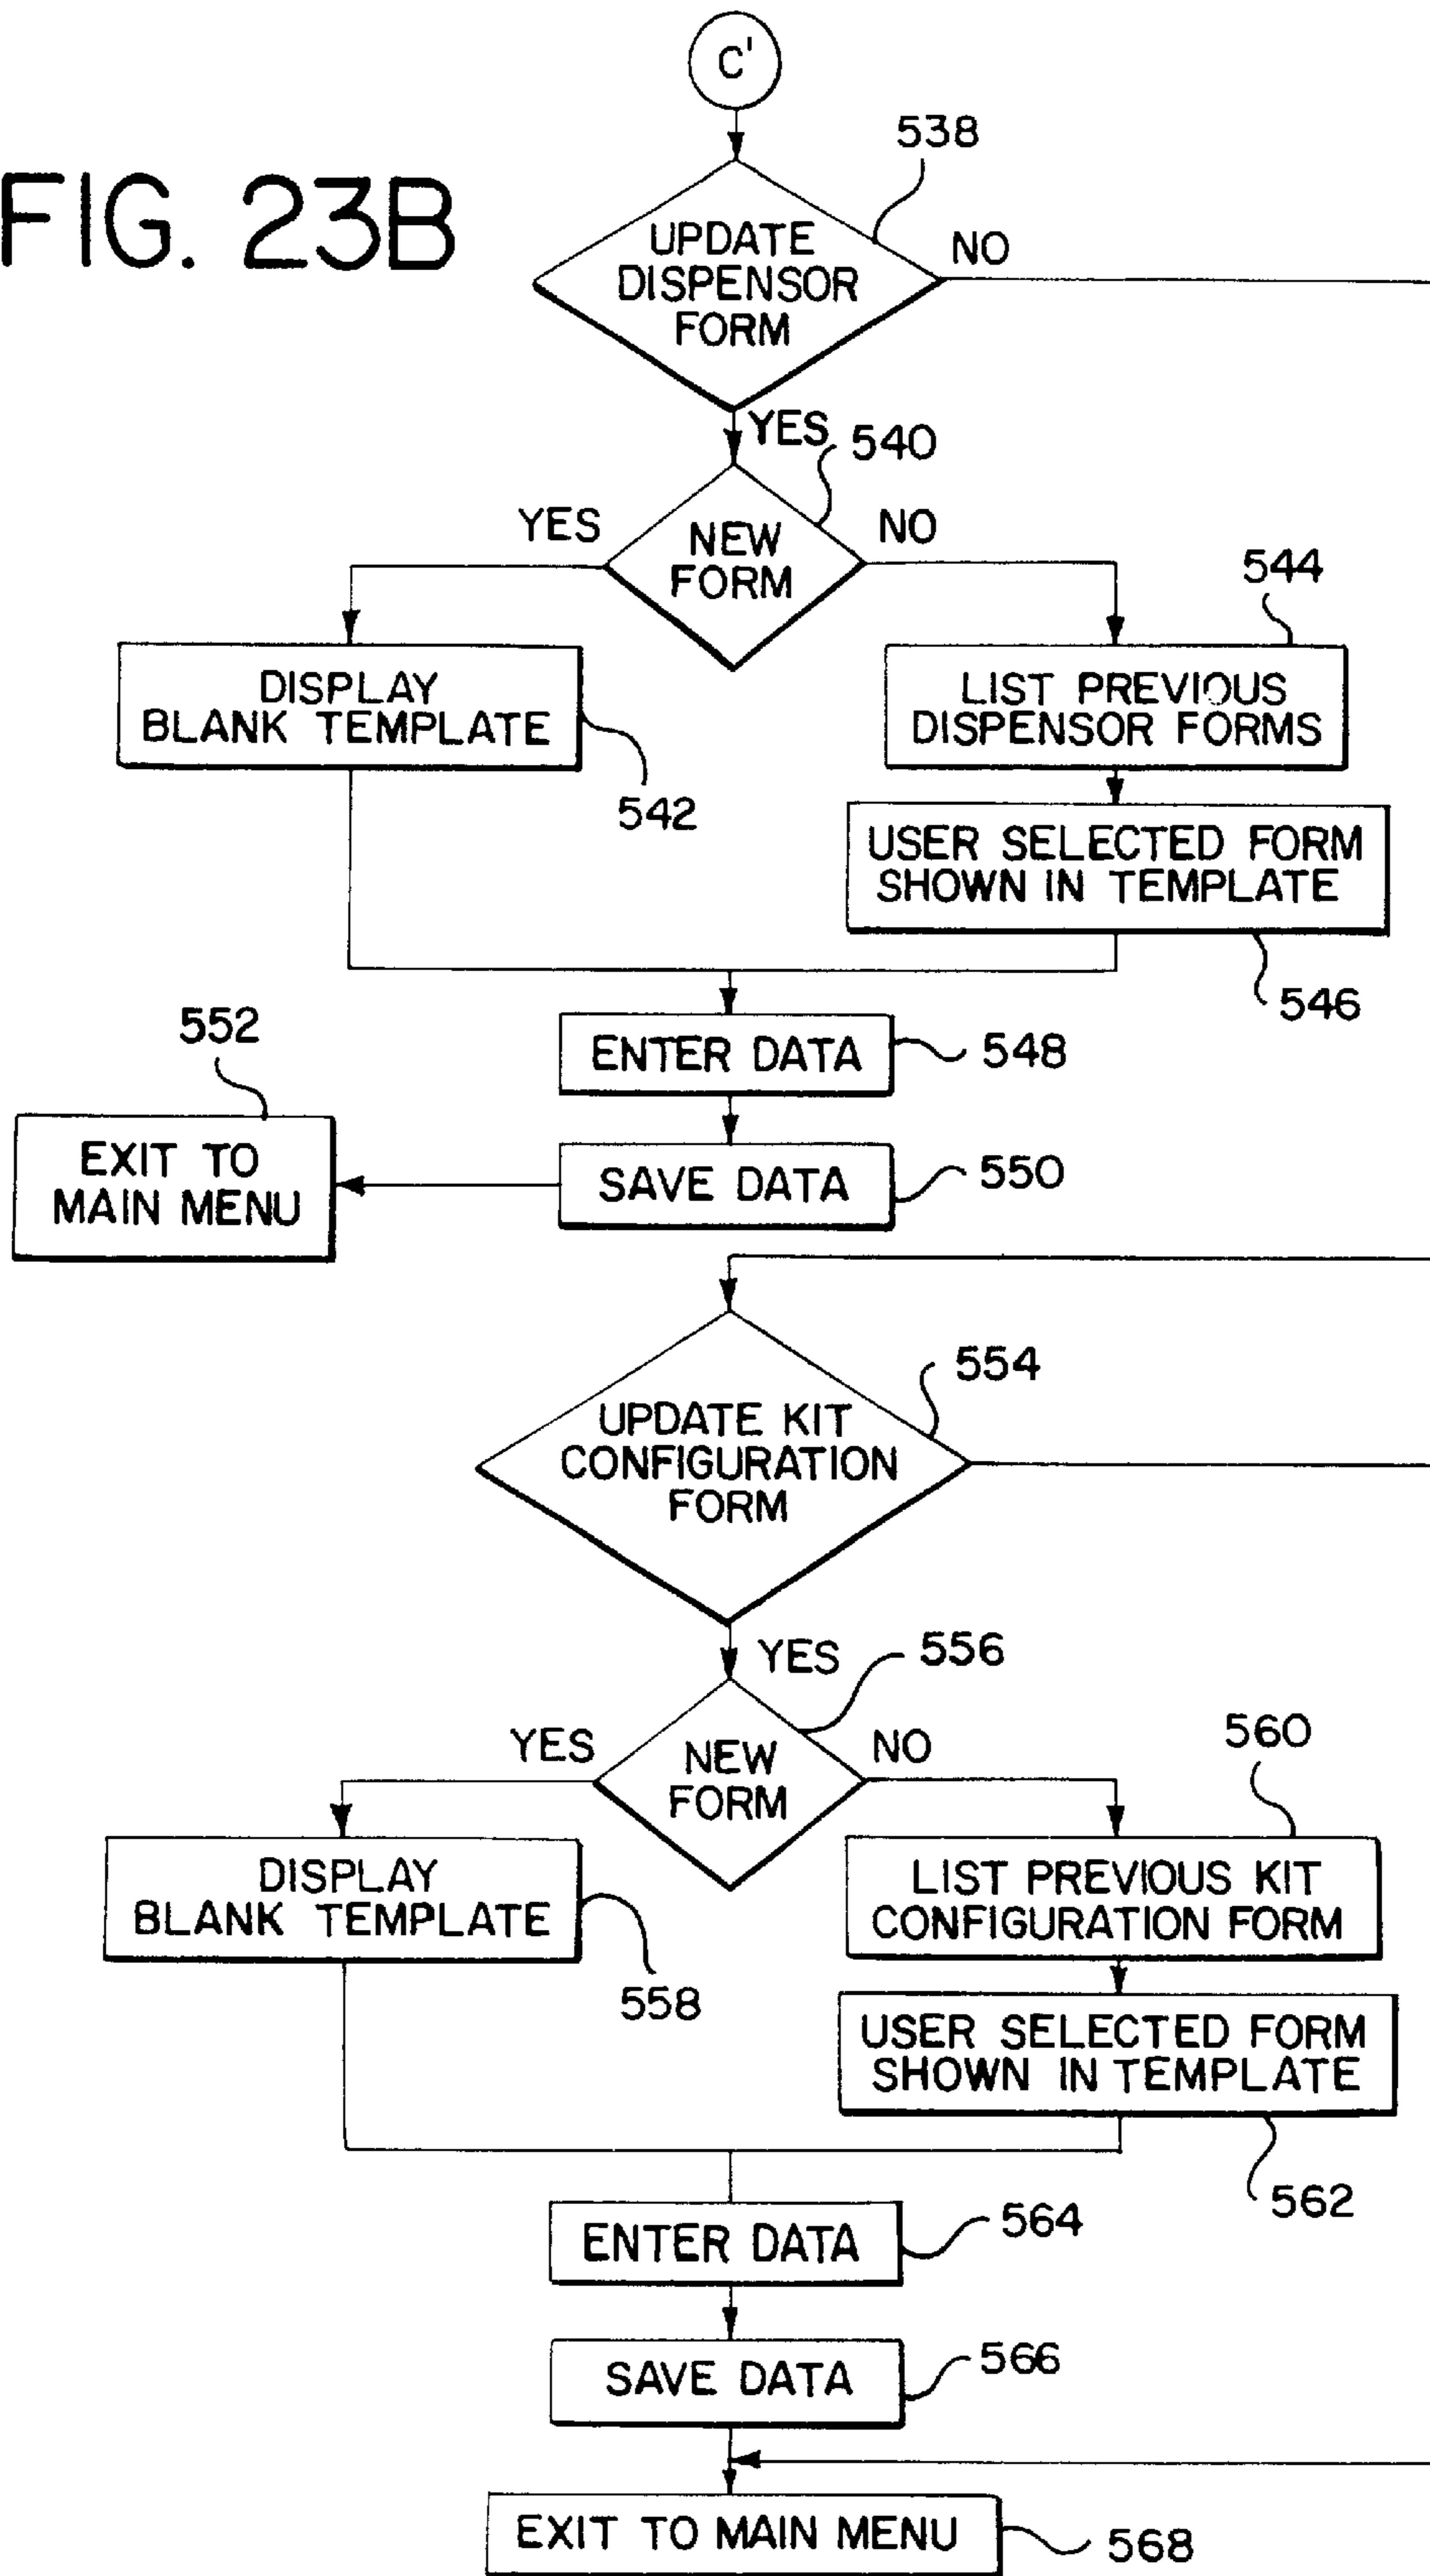 C'
FIG. 23B
538
UPDATE
DISPENSOR
FORM
NO
YES
540
YES
NEW
FORM
NO
544
DISPLAY
BLANK TEMPLATE
542
LIST PREVIOUS
DISPENSOR FORMS
USER SELECTED FORM
SHOWN IN TEMPLATE
546
552
ENTER DATA
548
EXIT TO
MAIN MENU
SAVE DATA
550
554
UPDATE KIT
CONFIGURATION
FORM
YES
556
YES
NEW
FORM
NO
560
DISPLAY
BLANK TEMPLATE
558
LIST PREVIOUS KIT
CONFIGURATION FORM
USER SELECTED FORM
SHOWN IN TEMPLATE
562
ENTER DATA
564
SAVE DATA
566
EXIT TO MAIN MENU
568